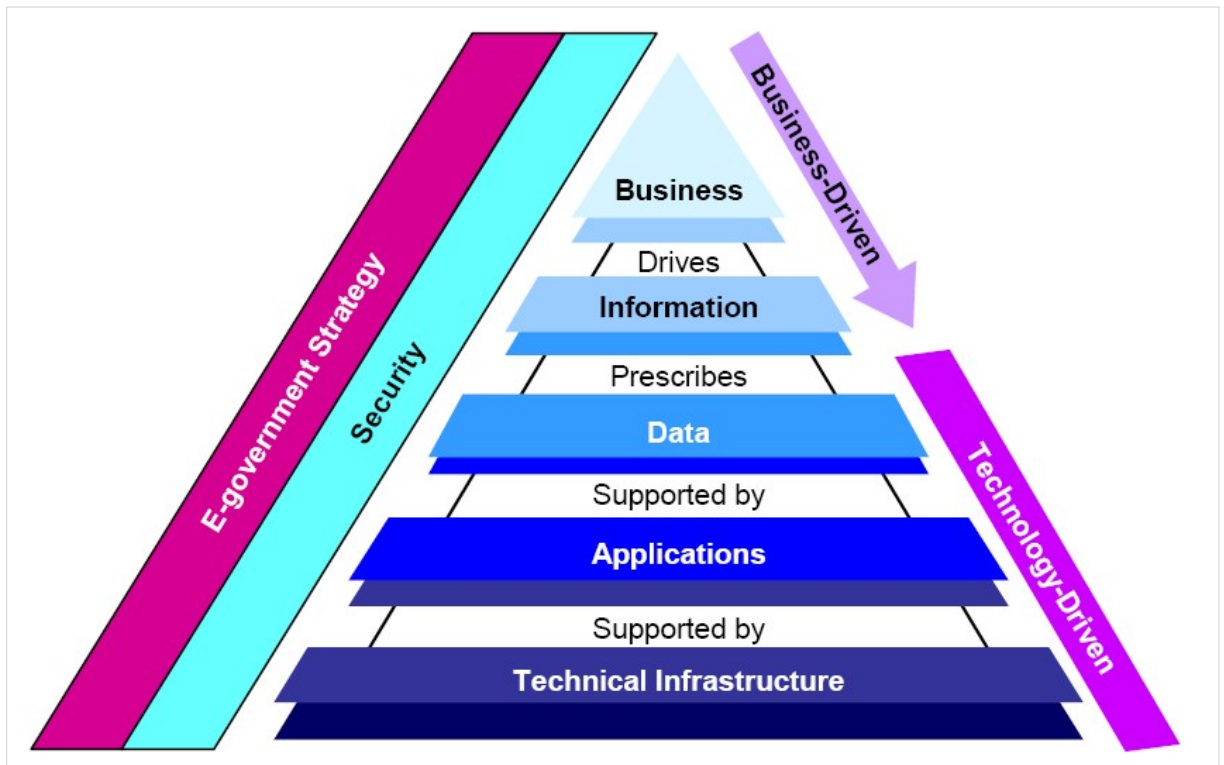 E-government Strategy
Security
Business-Driven
Business
Drives
Information
Prescribes
Data
Supported by
Applications
Supported by
Technical Infrastructure
Technology-Driven